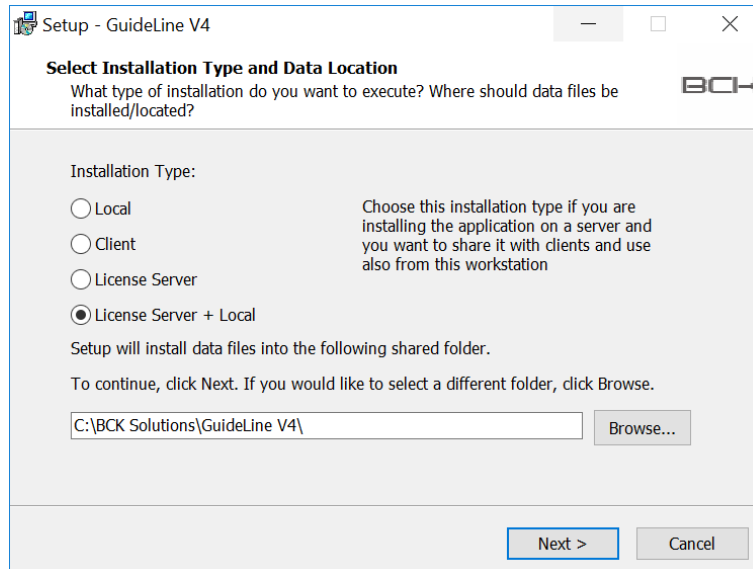 Setup - GuideLine V4
Select Installation Type and Data Location
What type of installation do you want to execute? Where should data files be
installed/located?
Installation Type:
Local
Choose this installation type if you are
installing the application on a server and
you want to share it with clients and use
also from this workstation
Client
License Server
License Server + Local
Setup will install data files into the following shared folder.
To continue, click Next. If you would like to select a different folder, click Browse.
C:\BCK Solutions\GuideLine V4\
Browse...
Next >
Cancel